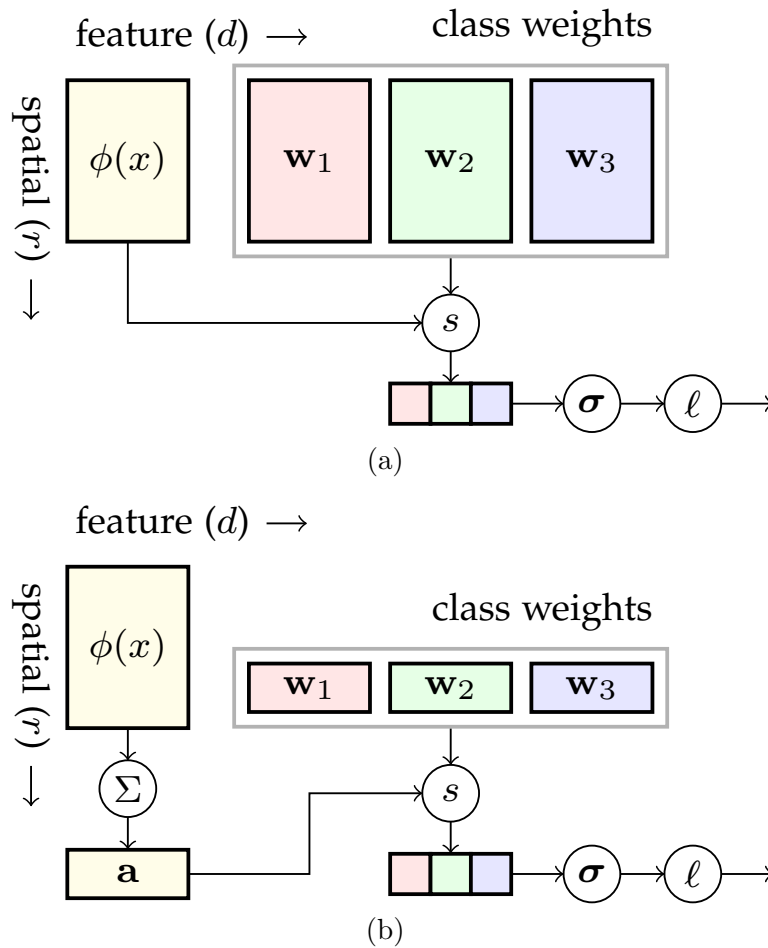 feature (d) →
class weights
spatial (r) →
ϕ(x)
w₁
w₂
w₃
s
σ
ℓ
(a)
feature (d) →
spatial (r) →
ϕ(x)
class weights
w₁
w₂
w₃
Σ
s
a
σ
ℓ
(b)